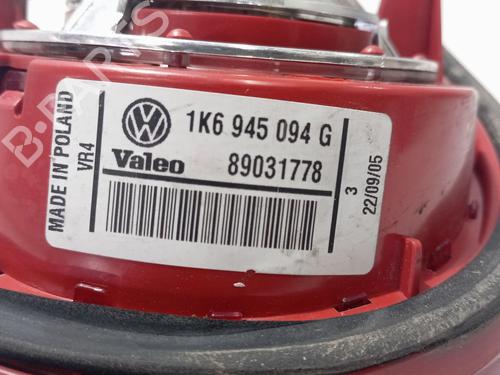 MADE IN POLAND
VR4
1K6 945 094 G
Valeo
89031778
3
22/09/05
B-PARTS